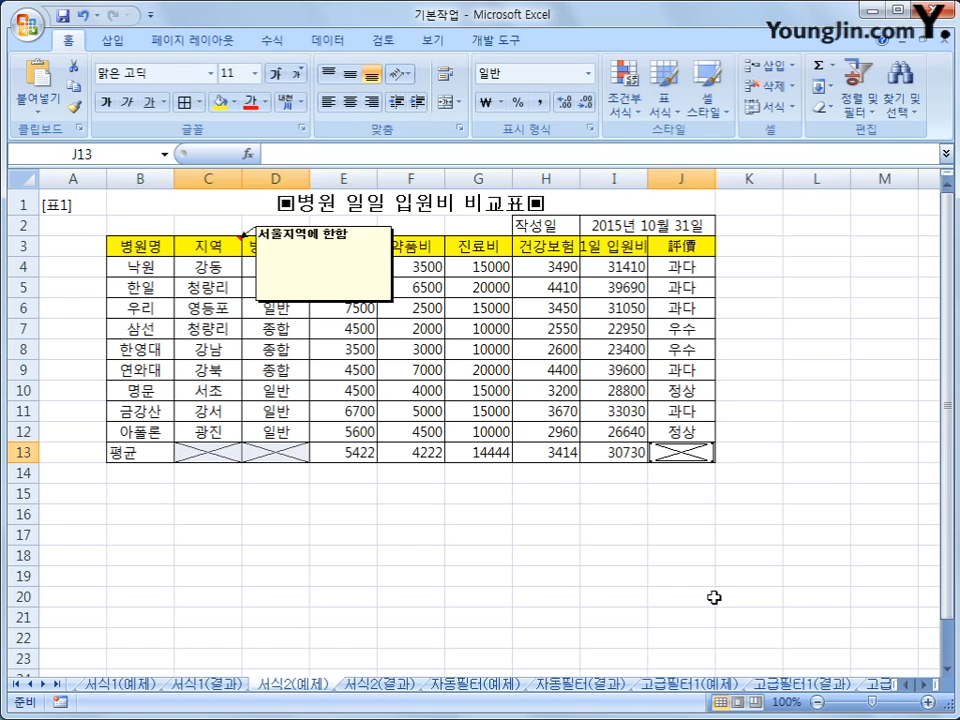 기본작업 - Microsoft Excel
YoungJin.com
홈 삽입 페이지 레이아웃 수식 데이터 검토 보기 개발 도구
붙여넣기
맑은 고딕 11
가 가 가
일반
조건부 서식
표 서식
셀 스타일
삽입
삭제
서식
정렬 및 필터
찾기 및 선택
클립보드 글꼴 맞춤 표시 형식 스타일 셀 편집
J13 fx
A B C D E F G H I J K L M
1 [표1] ▣병원 일일 입원비 비교표▣
2 작성일 2015년 10월 31일
3 병원명 지역 약품비 진료비 건강보험 1일 입원비 評價
서울지역에 한함
4 낙원 강동 3500 15000 3490 31410 과다
5 한일 청량리 6500 20000 4410 39690 과다
6 우리 영등포 일반 7500 2500 15000 3450 31050 과다
7 삼선 청량리 종합 4500 2000 10000 2550 22950 우수
8 한영대 강남 종합 3500 3000 10000 2600 23400 우수
9 연와대 강북 종합 4500 7000 20000 4400 39600 과다
10 명문 서초 일반 4500 4000 15000 3200 28800 정상
11 금강산 강서 일반 6700 5000 15000 3670 33030 과다
12 아폴론 광진 일반 5600 4500 10000 2960 26640 정상
13 평균 5422 4222 14444 3414 30730
14
15
16
17
18
19
20
21
22
23
서식1(예제) 서식1(결과) 서식2(예제) 서식2(결과) 자동필터(예제) 자동필터(결과) 고급필터1(예제) 고급필터1(결과) 고급
준비 100%